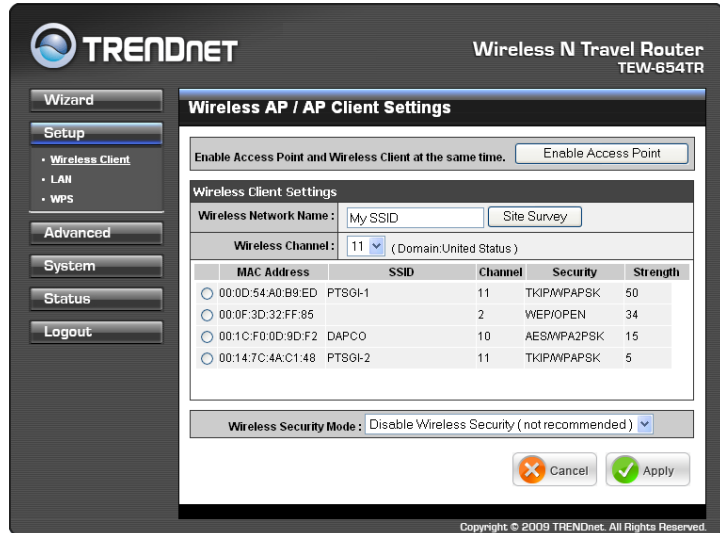 TRENDNET
Wireless N Travel Router
TEW-654TR
Wizard
Setup
• Wireless Client
• LAN
• WPS
Advanced
System
Status
Logout
Wireless AP / AP Client Settings
Enable Access Point and Wireless Client at the same time. Enable Access Point
Wireless Client Settings
Wireless Network Name : My SSID Site Survey
Wireless Channel : 11 ( Domain:United Status )
MAC Address SSID Channel Security Strength
00:0D:54:A0:B9:ED PTSGI-1 11 TKIP/WPAPSK 50
00:0F:3D:32:FF:85 2 WEP/OPEN 34
00:1C:F0:0D:9D:F2 DAPCO 10 AES/WPA2PSK 15
00:14:7C:4A:C1:48 PTSGI-2 11 TKIP/WPAPSK 5
Wireless Security Mode : Disable Wireless Security ( not recommended )
Cancel Apply
Copyright © 2009 TRENDnet. All Rights Reserved.